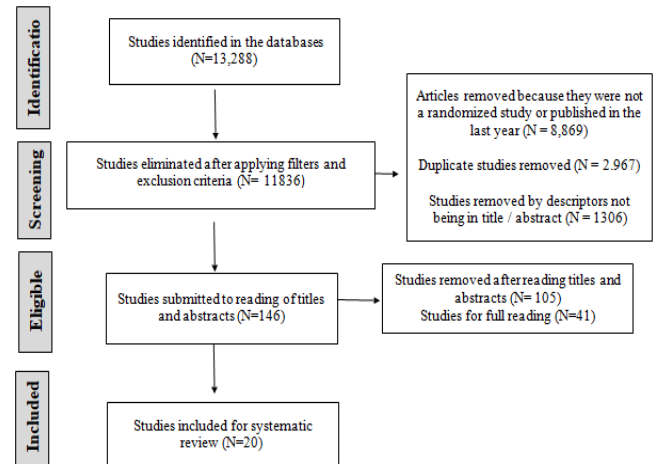 Identificatio
Studies identified in the databases
(N=13,288)
Articles removed because they were not
a randomized study or published in the
last year (N = 8,869)
Duplicate studies removed (N = 2.967)
Studies removed by descriptors not
being in title / abstract (N = 1306)
Screening
Studies eliminated after applying filters and
exclusion criteria (N= 11836)
Eligible
Studies submitted to reading of titles
and abstracts (N=146)
Studies removed after reading titles and
abstracts (N= 105)
Studies for full reading (N=41)
Included
Studies included for systematic
review (N=20)